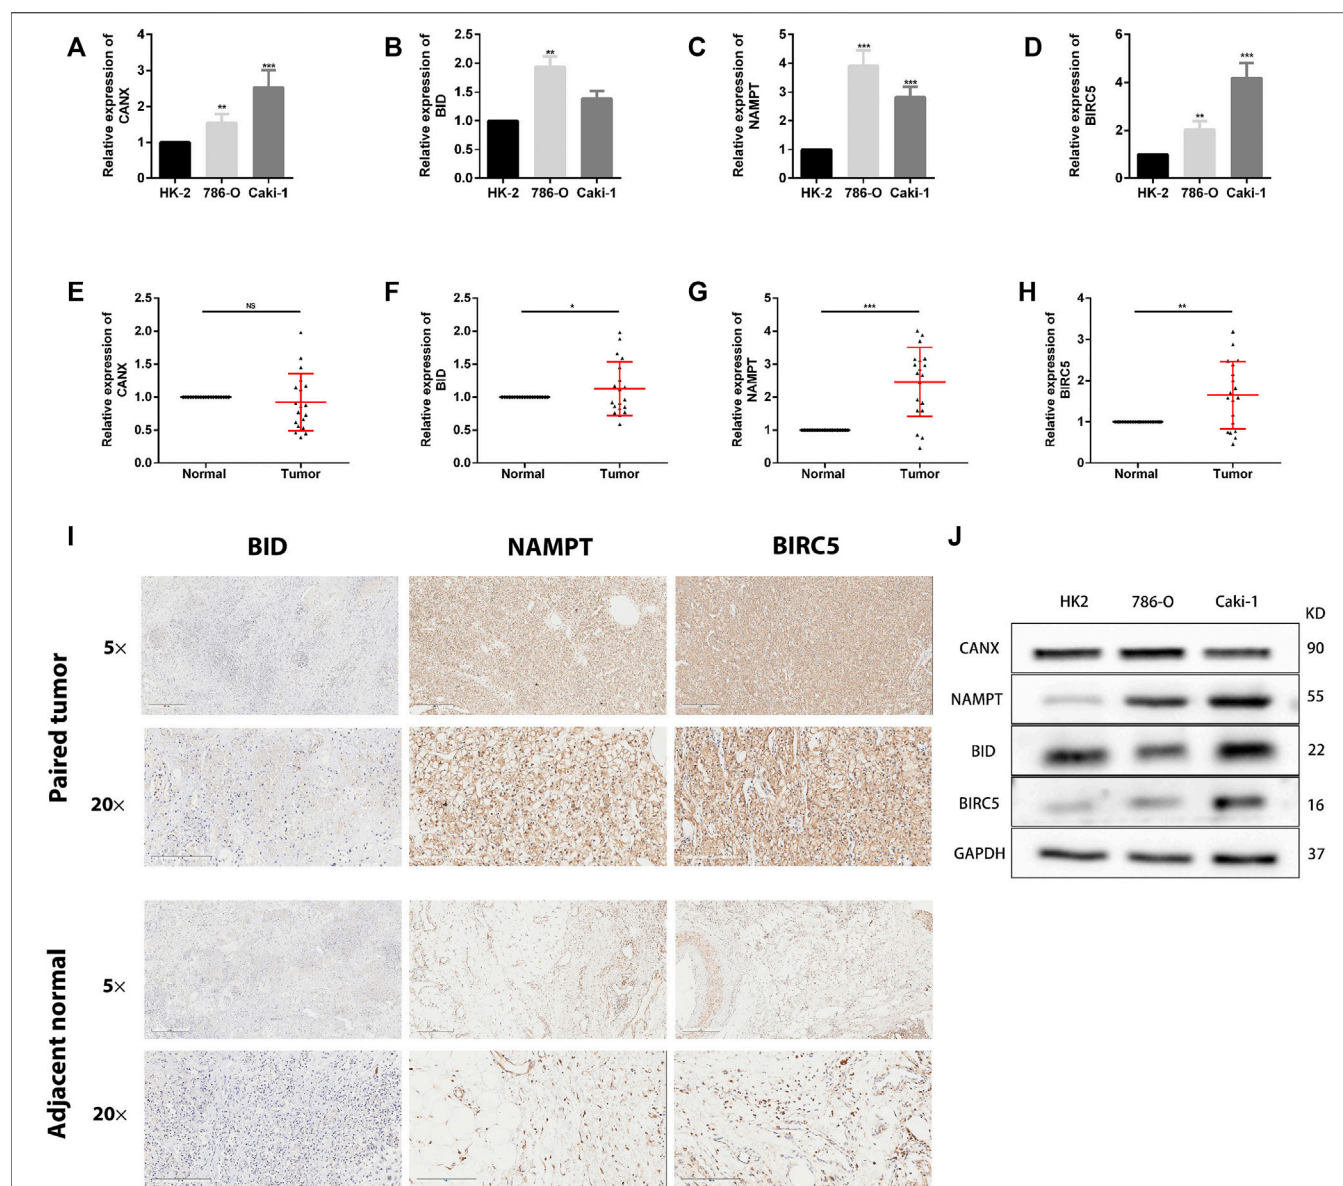 A
Relative expression of
CANX
4
3
2
1
0
**
***
HK-2 786-O Caki-1
B
Relative expression of
BID
2.5
2.0
1.5
1.0
0.5
0.0
**
HK-2 786-O Caki-1
C
Relative expression of
NAMPT
5
4
3
2
1
0
***
***
HK-2 786-O Caki-1
D
Relative expression of
BIRC5
6
4
2
0
**
***
HK-2 786-O Caki-1
E
Relative expression of
CANX
2.5
2.0
1.5
1.0
0.5
0.0
NS
Normal Tumor
F
Relative expression of
BID
2.5
2.0
1.5
1.0
0.5
0.0
*
Normal Tumor
G
Relative expression of
NAMPT
5
4
3
2
1
0
***
Normal Tumor
H
Relative expression of
BIRC5
4
3
2
1
0
**
Normal Tumor
I
BID NAMPT BIRC5
Paired tumor
5×
20×
Adjacent normal
5×
20×
J
HK2 786-O Caki-1 KD
CANX 90
NAMPT 55
BID 22
BIRC5 16
GAPDH 37